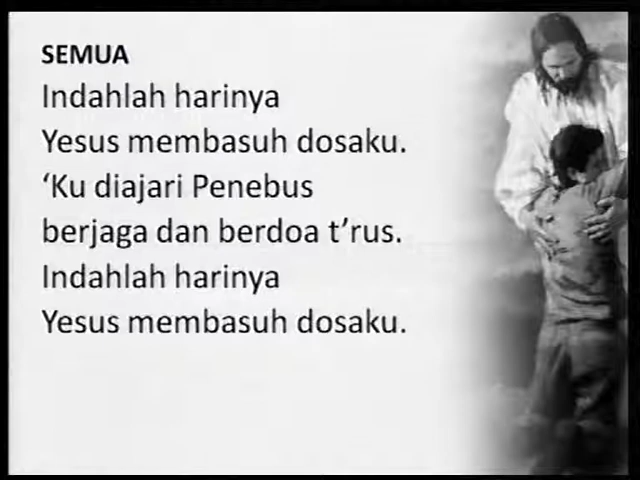 SEMUA
Indahlah harinya
Yesus membasuh dosaku.
‘Ku diajari Penebus
berjaga dan berdoa t’rus.
Indahlah harinya
Yesus membasuh dosaku.